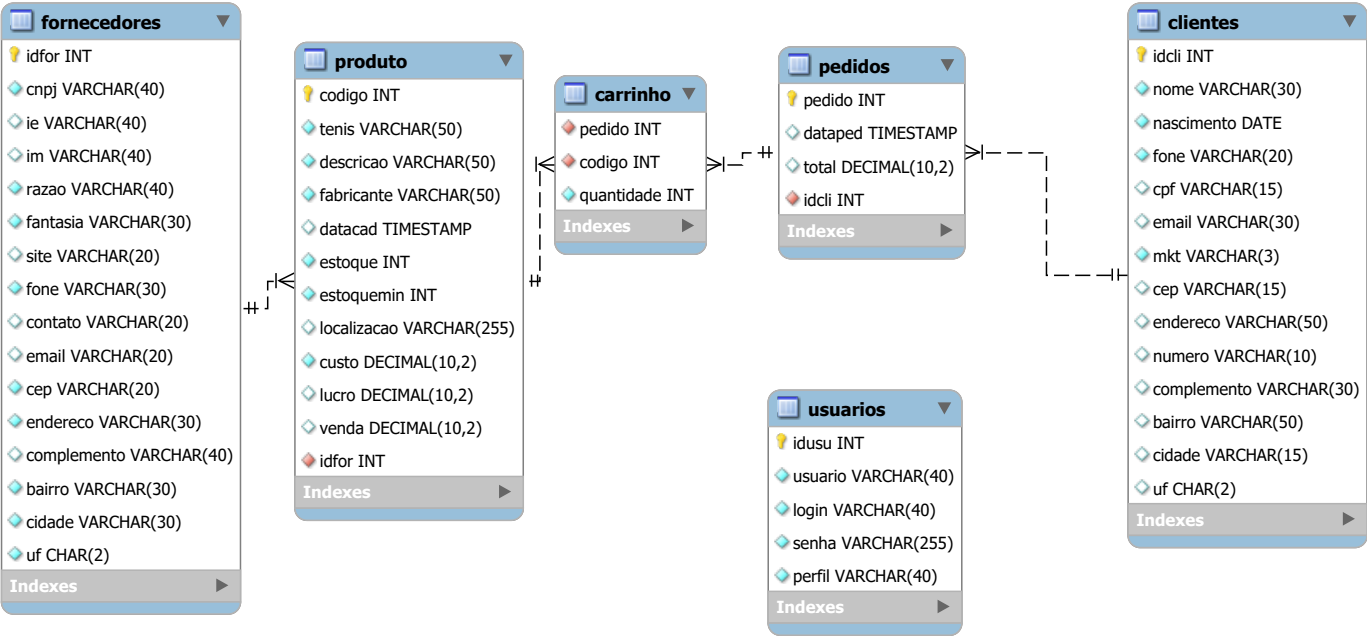 fornecedores
idfor INT
cnpj VARCHAR(40)
ie VARCHAR(40)
im VARCHAR(40)
razao VARCHAR(40)
fantasia VARCHAR(30)
site VARCHAR(20)
fone VARCHAR(30)
contato VARCHAR(20)
email VARCHAR(20)
cep VARCHAR(20)
endereco VARCHAR(30)
complemento VARCHAR(40)
bairro VARCHAR(30)
cidade VARCHAR(30)
uf CHAR(2)
Indexes
produto
codigo INT
tenis VARCHAR(50)
descricao VARCHAR(50)
fabricante VARCHAR(50)
datacad TIMESTAMP
estoque INT
estoquemin INT
localizacao VARCHAR(255)
custo DECIMAL(10,2)
lucro DECIMAL(10,2)
venda DECIMAL(10,2)
idfor INT
Indexes
carrinho
pedido INT
codigo INT
quantidade INT
Indexes
pedidos
pedido INT
dataped TIMESTAMP
total DECIMAL(10,2)
idcli INT
Indexes
usuarios
idusu INT
usuario VARCHAR(40)
login VARCHAR(40)
senha VARCHAR(255)
perfil VARCHAR(40)
Indexes
clientes
idcli INT
nome VARCHAR(30)
nascimento DATE
fone VARCHAR(20)
cpf VARCHAR(15)
email VARCHAR(30)
mkt VARCHAR(3)
cep VARCHAR(15)
endereco VARCHAR(50)
numero VARCHAR(10)
complemento VARCHAR(30)
bairro VARCHAR(50)
cidade VARCHAR(15)
uf CHAR(2)
Indexes